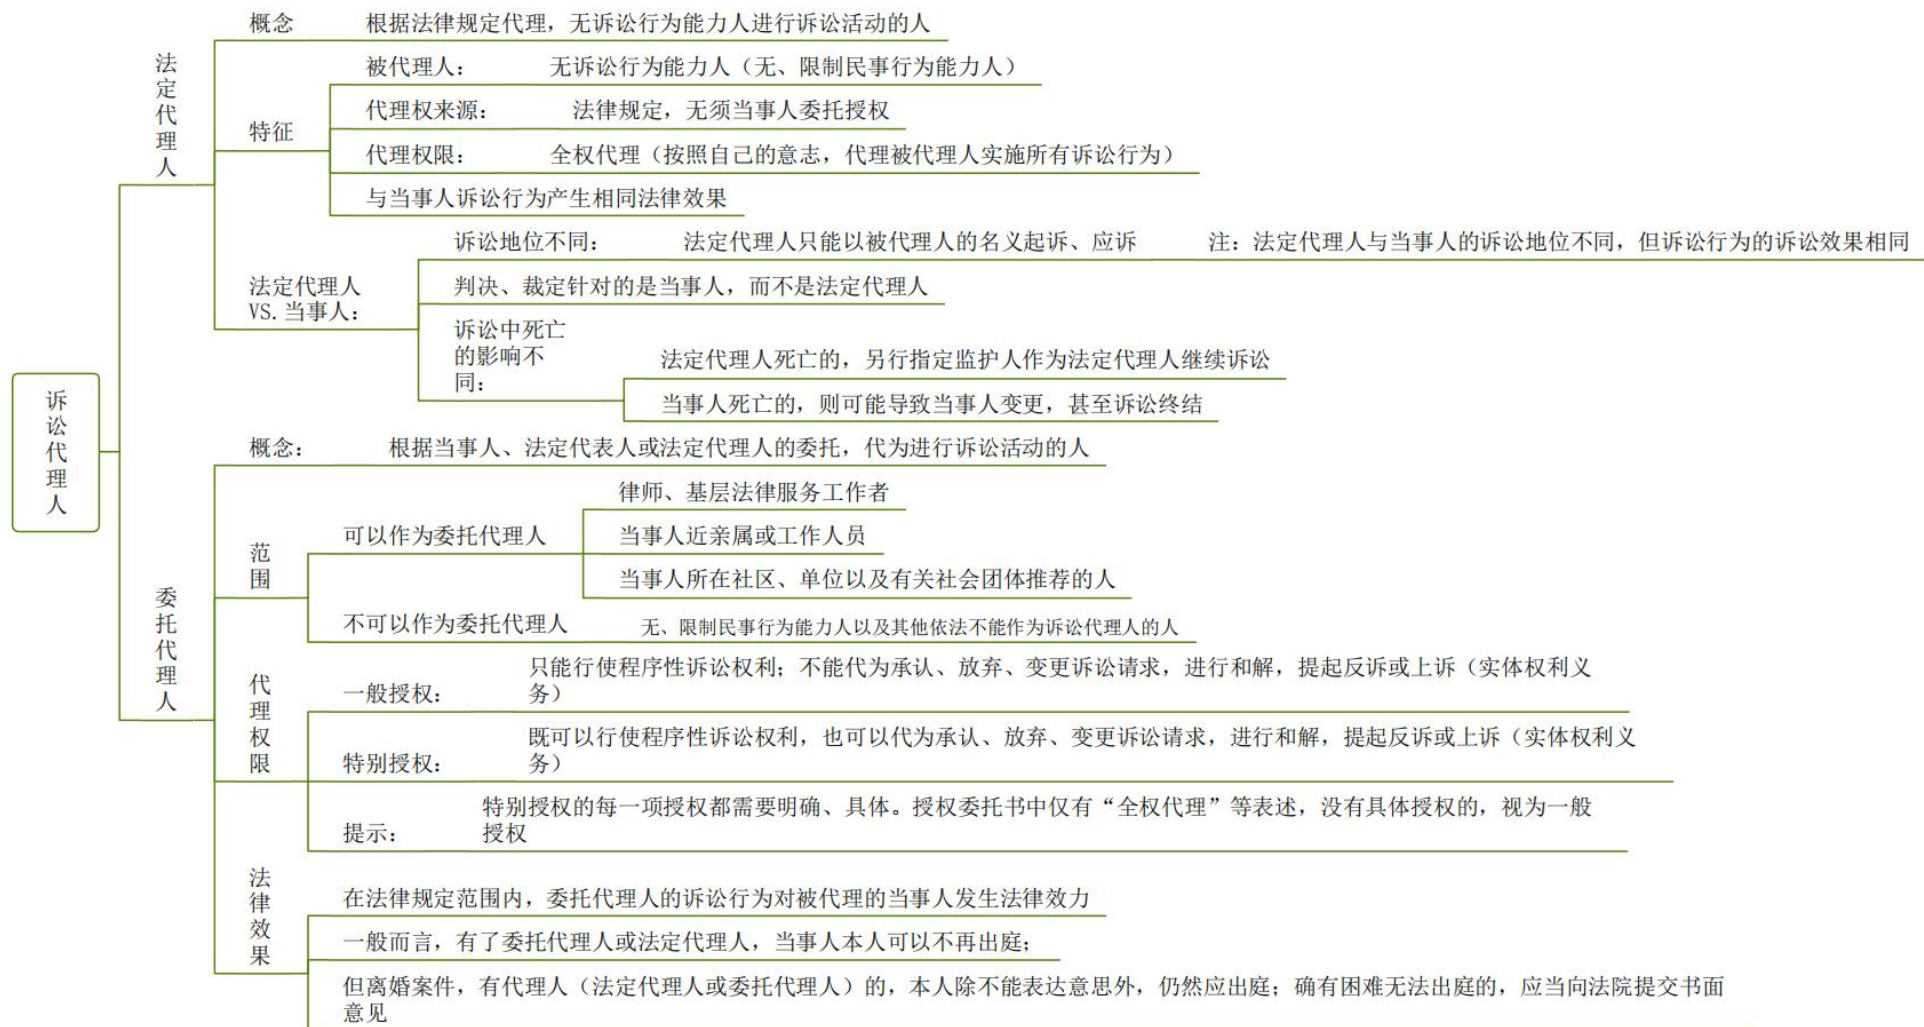 诉讼代理人
法定代理人
概念 根据法律规定代理，无诉讼行为能力人进行诉讼活动的人
特征
被代理人： 无诉讼行为能力人（无、限制民事行为能力人）
代理权来源： 法律规定，无须当事人委托授权
代理权限： 全权代理（按照自己的意志，代理被代理人实施所有诉讼行为）
与当事人诉讼行为产生相同法律效果
法定代理人
VS.当事人：
诉讼地位不同： 法定代理人只能以被代理人的名义起诉、应诉 注：法定代理人与当事人的诉讼地位不同，但诉讼行为的诉讼效果相同
判决、裁定针对的是当事人，而不是法定代理人
诉讼中死亡
的影响不
同：
法定代理人死亡的，另行指定监护人作为法定代理人继续诉讼
当事人死亡的，则可能导致当事人变更，甚至诉讼终结
委托代理人
概念： 根据当事人、法定代表人或法定代理人的委托，代为进行诉讼活动的人
范围
可以作为委托代理人
律师、基层法律服务工作者
当事人近亲属或工作人员
当事人所在社区、单位以及有关社会团体推荐的人
不可以作为委托代理人 无、限制民事行为能力人以及其他依法不能作为诉讼代理人的人
代理权限
一般授权：
只能行使程序性诉讼权利；不能代为承认、放弃、变更诉讼请求，进行和解，提起反诉或上诉（实体权利义
务）
特别授权：
既可以行使程序性诉讼权利，也可以代为承认、放弃、变更诉讼请求，进行和解，提起反诉或上诉（实体权利义
务）
提示：
特别授权的每一项授权都需要明确、具体。授权委托书中仅有“全权代理”等表述，没有具体授权的，视为一般
授权
法律效果
在法律规定范围内，委托代理人的诉讼行为对被代理的当事人发生法律效力
一般而言，有了委托代理人或法定代理人，当事人本人可以不再出庭；
但离婚案件，有代理人（法定代理人或委托代理人）的，本人除不能表达意思外，仍然应出庭；确有困难无法出庭的，应当向法院提交书面
意见